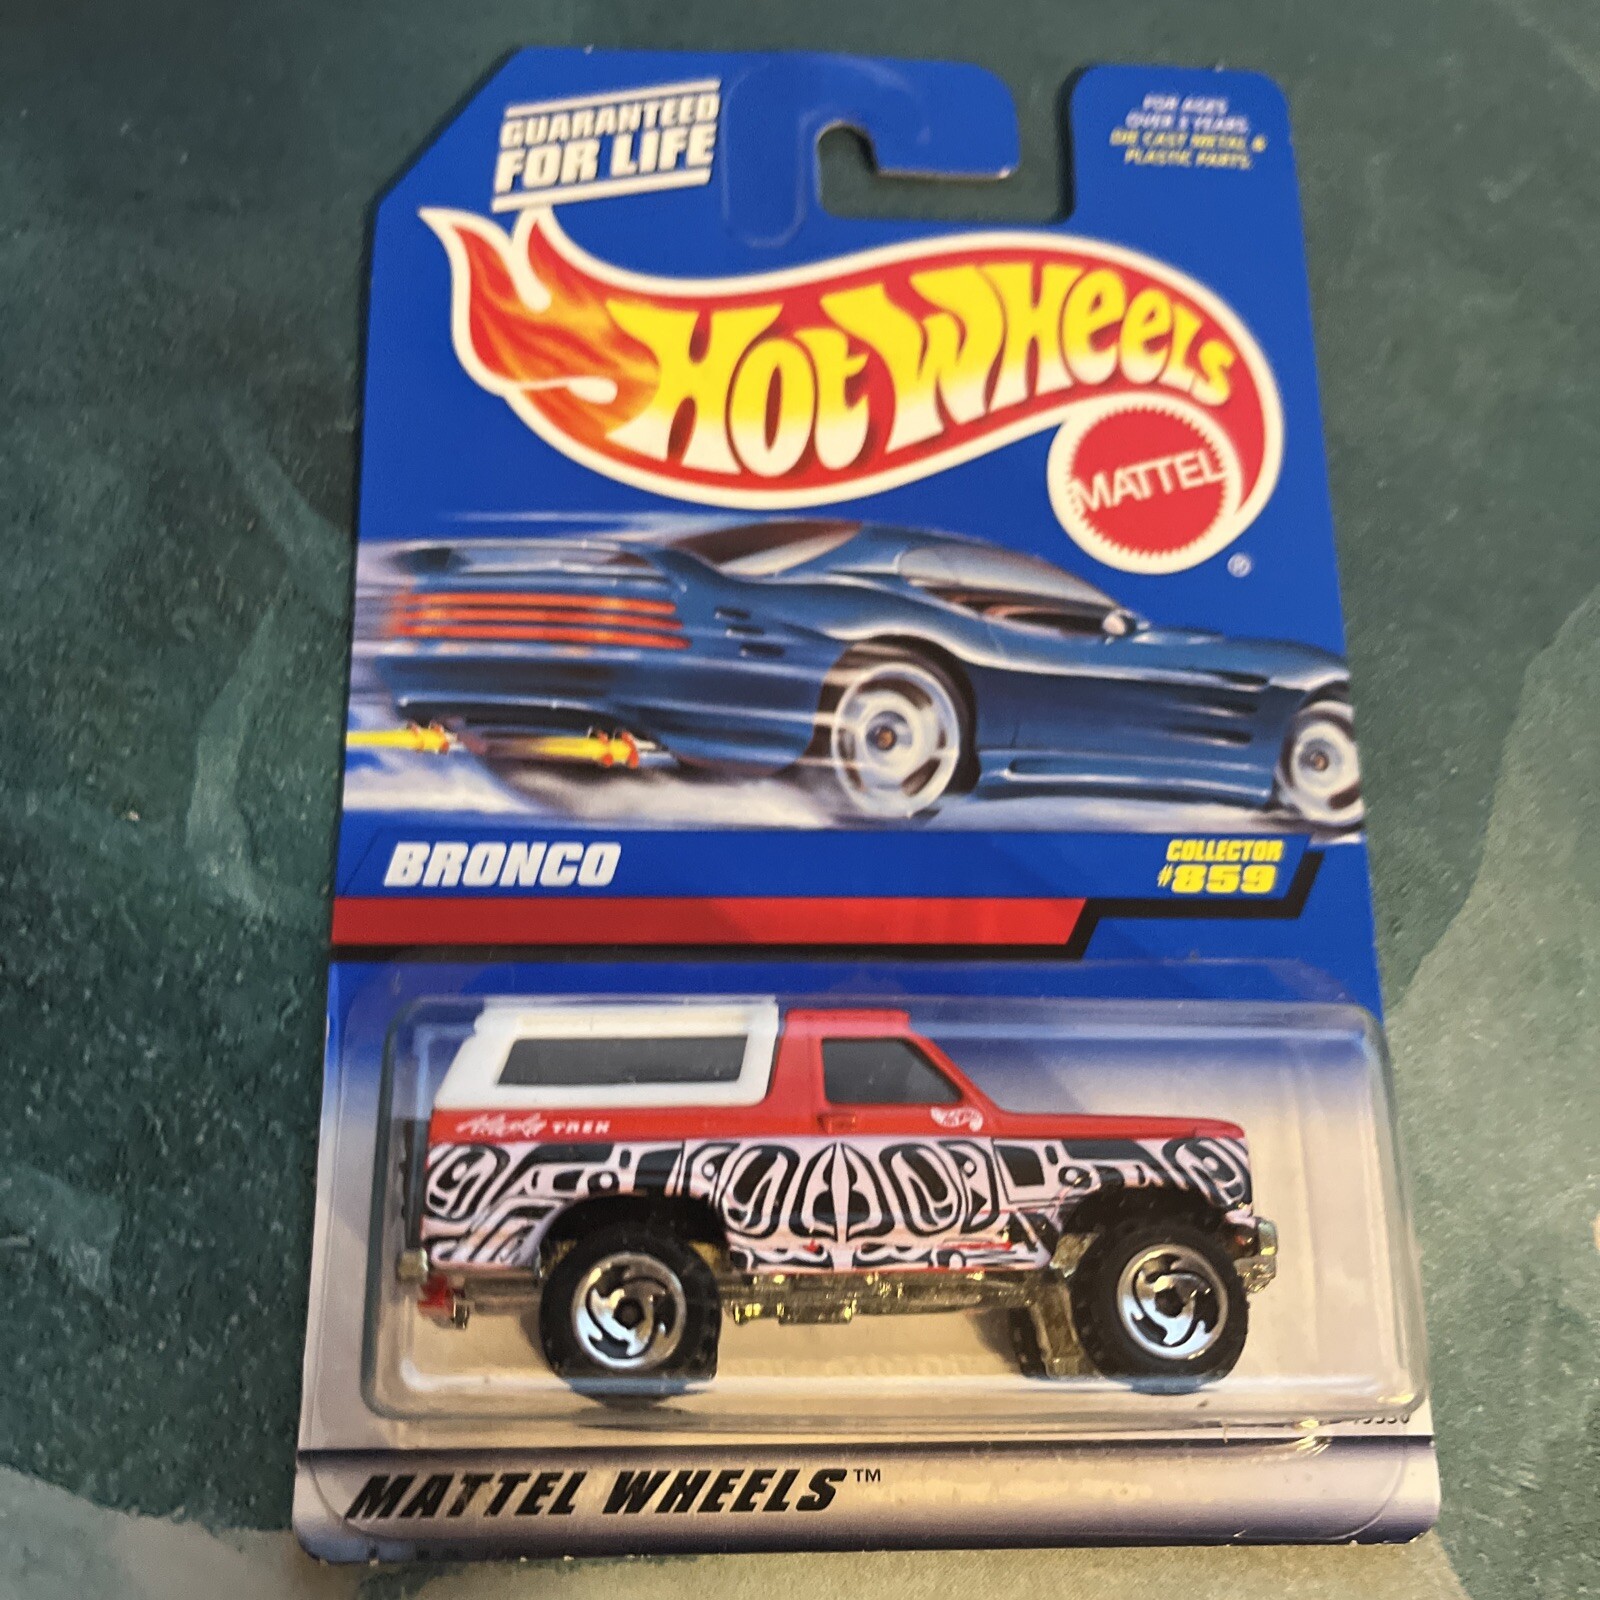 GUARANTEED
FOR LIFE
FOR AGES
OVER 3 YEARS
DIE CAST METAL &
PLASTIC PARTS
HOT WHEELS
MATTEL
®
BRONCO
COLLECTOR
#859
Alaska TREK
MATTEL WHEELS™